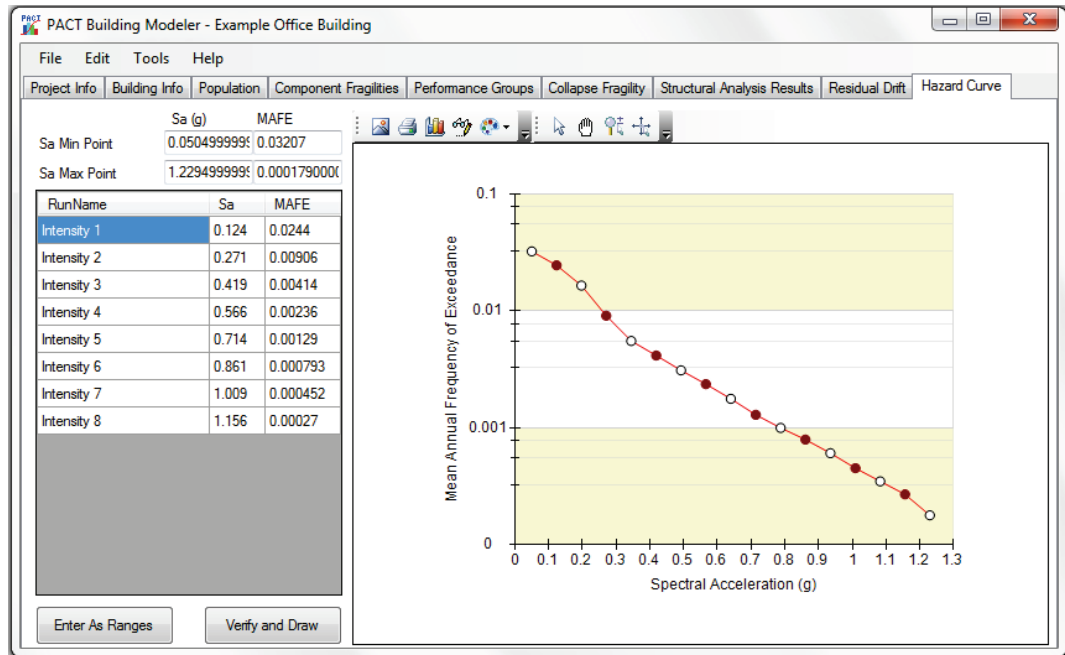 PACT
PACT Building Modeler - Example Office Building
X
File Edit Tools Help
Project Info Building Info Population Component Fragilities Performance Groups Collapse Fragility Structural Analysis Results Residual Drift Hazard Curve
Sa (g) MAFE
Sa Min Point 0.0504999999 0.03207
Sa Max Point 1.2294999999 0.0001790000
RunName Sa MAFE
Intensity 1 0.124 0.0244
Intensity 2 0.271 0.00906
Intensity 3 0.419 0.00414
Intensity 4 0.566 0.00236
Intensity 5 0.714 0.00129
Intensity 6 0.861 0.000793
Intensity 7 1.009 0.000452
Intensity 8 1.156 0.00027
Enter As Ranges Verify and Draw
Mean Annual Frequency of Exceedance
0.1
0.01
0.001
0
0 0.1 0.2 0.3 0.4 0.5 0.6 0.7 0.8 0.9 1 1.1 1.2 1.3
Spectral Acceleration (g)